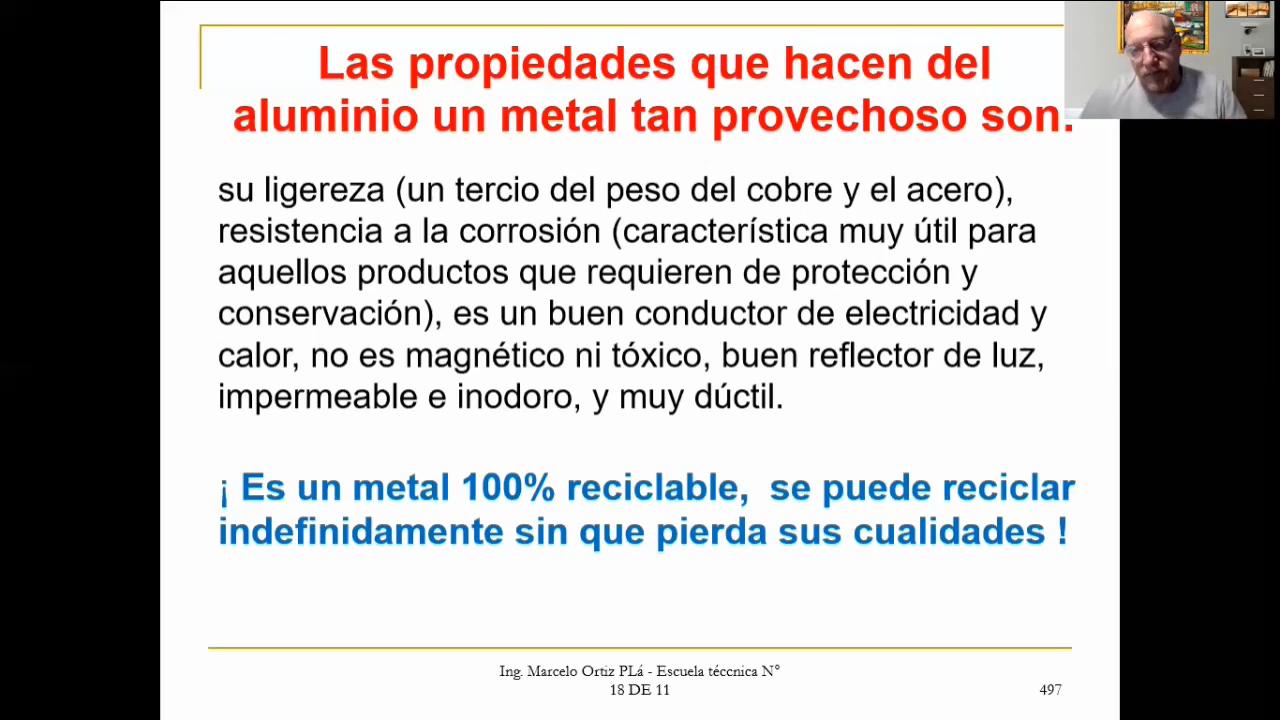 Las propiedades que hacen del
aluminio un metal tan provechoso son:
su ligereza (un tercio del peso del cobre y el acero),
resistencia a la corrosión (característica muy útil para
aquellos productos que requieren de protección y
conservación), es un buen conductor de electricidad y
calor, no es magnético ni tóxico, buen reflector de luz,
impermeable e inodoro, y muy dúctil.
¡ Es un metal 100% reciclable, se puede reciclar
indefinidamente sin que pierda sus cualidades !
Ing. Marcelo Ortiz PLá - Escuela téccnica N°
18 DE 11
497